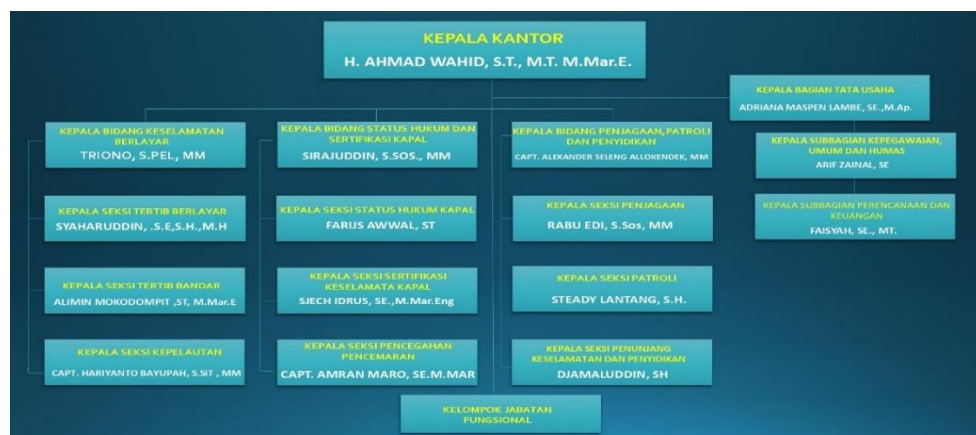 KEPALA KANTOR
H. AHMAD WAHID, S.T., M.T. M.Mar.E.
KEPALA BAGIAN TATA USAHA
ADRIANA MASPEN LAMBE, SE.,M.Ap.
KEPALA SUBBAGIAN KEPEGAWAIAN,
UMUM DAN HUMAS
ARIF ZAINAL, SE
KEPALA SUBBAGIAN PERENCANAAN DAN
KEUANGAN
FAISYAH, SE., MT.
KEPALA BIDANG KESELAMATAN
BERLAYAR
TRIONO, S.PEL, MM
KEPALA SEKSI TERTIB BERLAYAR
SYAHARUDDIN, .S.E,S.H.,M.H
KEPALA SEKSI TERTIB BANDAR
ALIMIN MOKODOMPIT ,ST, M.Mar.E
KEPALA SEKSI KEPELAUTAN
CAPT. HARIYANTO BAYUPAH, S.SIT , MM
KEPALA BIDANG STATUS HUKUM DAN
SERTIFIKASI KAPAL
SIRAJUDDIN, S.SOS., MM
KEPALA SEKSI STATUS HUKUM KAPAL
FARIJS AWWAL, ST
KEPALA SEKSI SERTIFIKASI
KESELAMATA KAPAL
SJECH IDRUS, SE.,M.Mar.Eng
KEPALA SEKSI PENCEGAHAN
PENCEMARAN
CAPT. AMRAN MARO, SE.M.MAR
KEPALA BIDANG PENJAGAAN, PATROLI
DAN PENYIDIKAN
CAPT. ALEXANDER SELENG ALLOKENDEK, MM
KEPALA SEKSI PENJAGAAN
RABU EDI, S.Sos, MM
KEPALA SEKSI PATROLI
STEADY LANTANG, S.H.
KEPALA SEKSI PENUNJANG
KESELAMATAN DAN PENYIDIKAN
DJAMALUDDIN, SH
KELOMPOK JABATAN
FUNGSIONAL